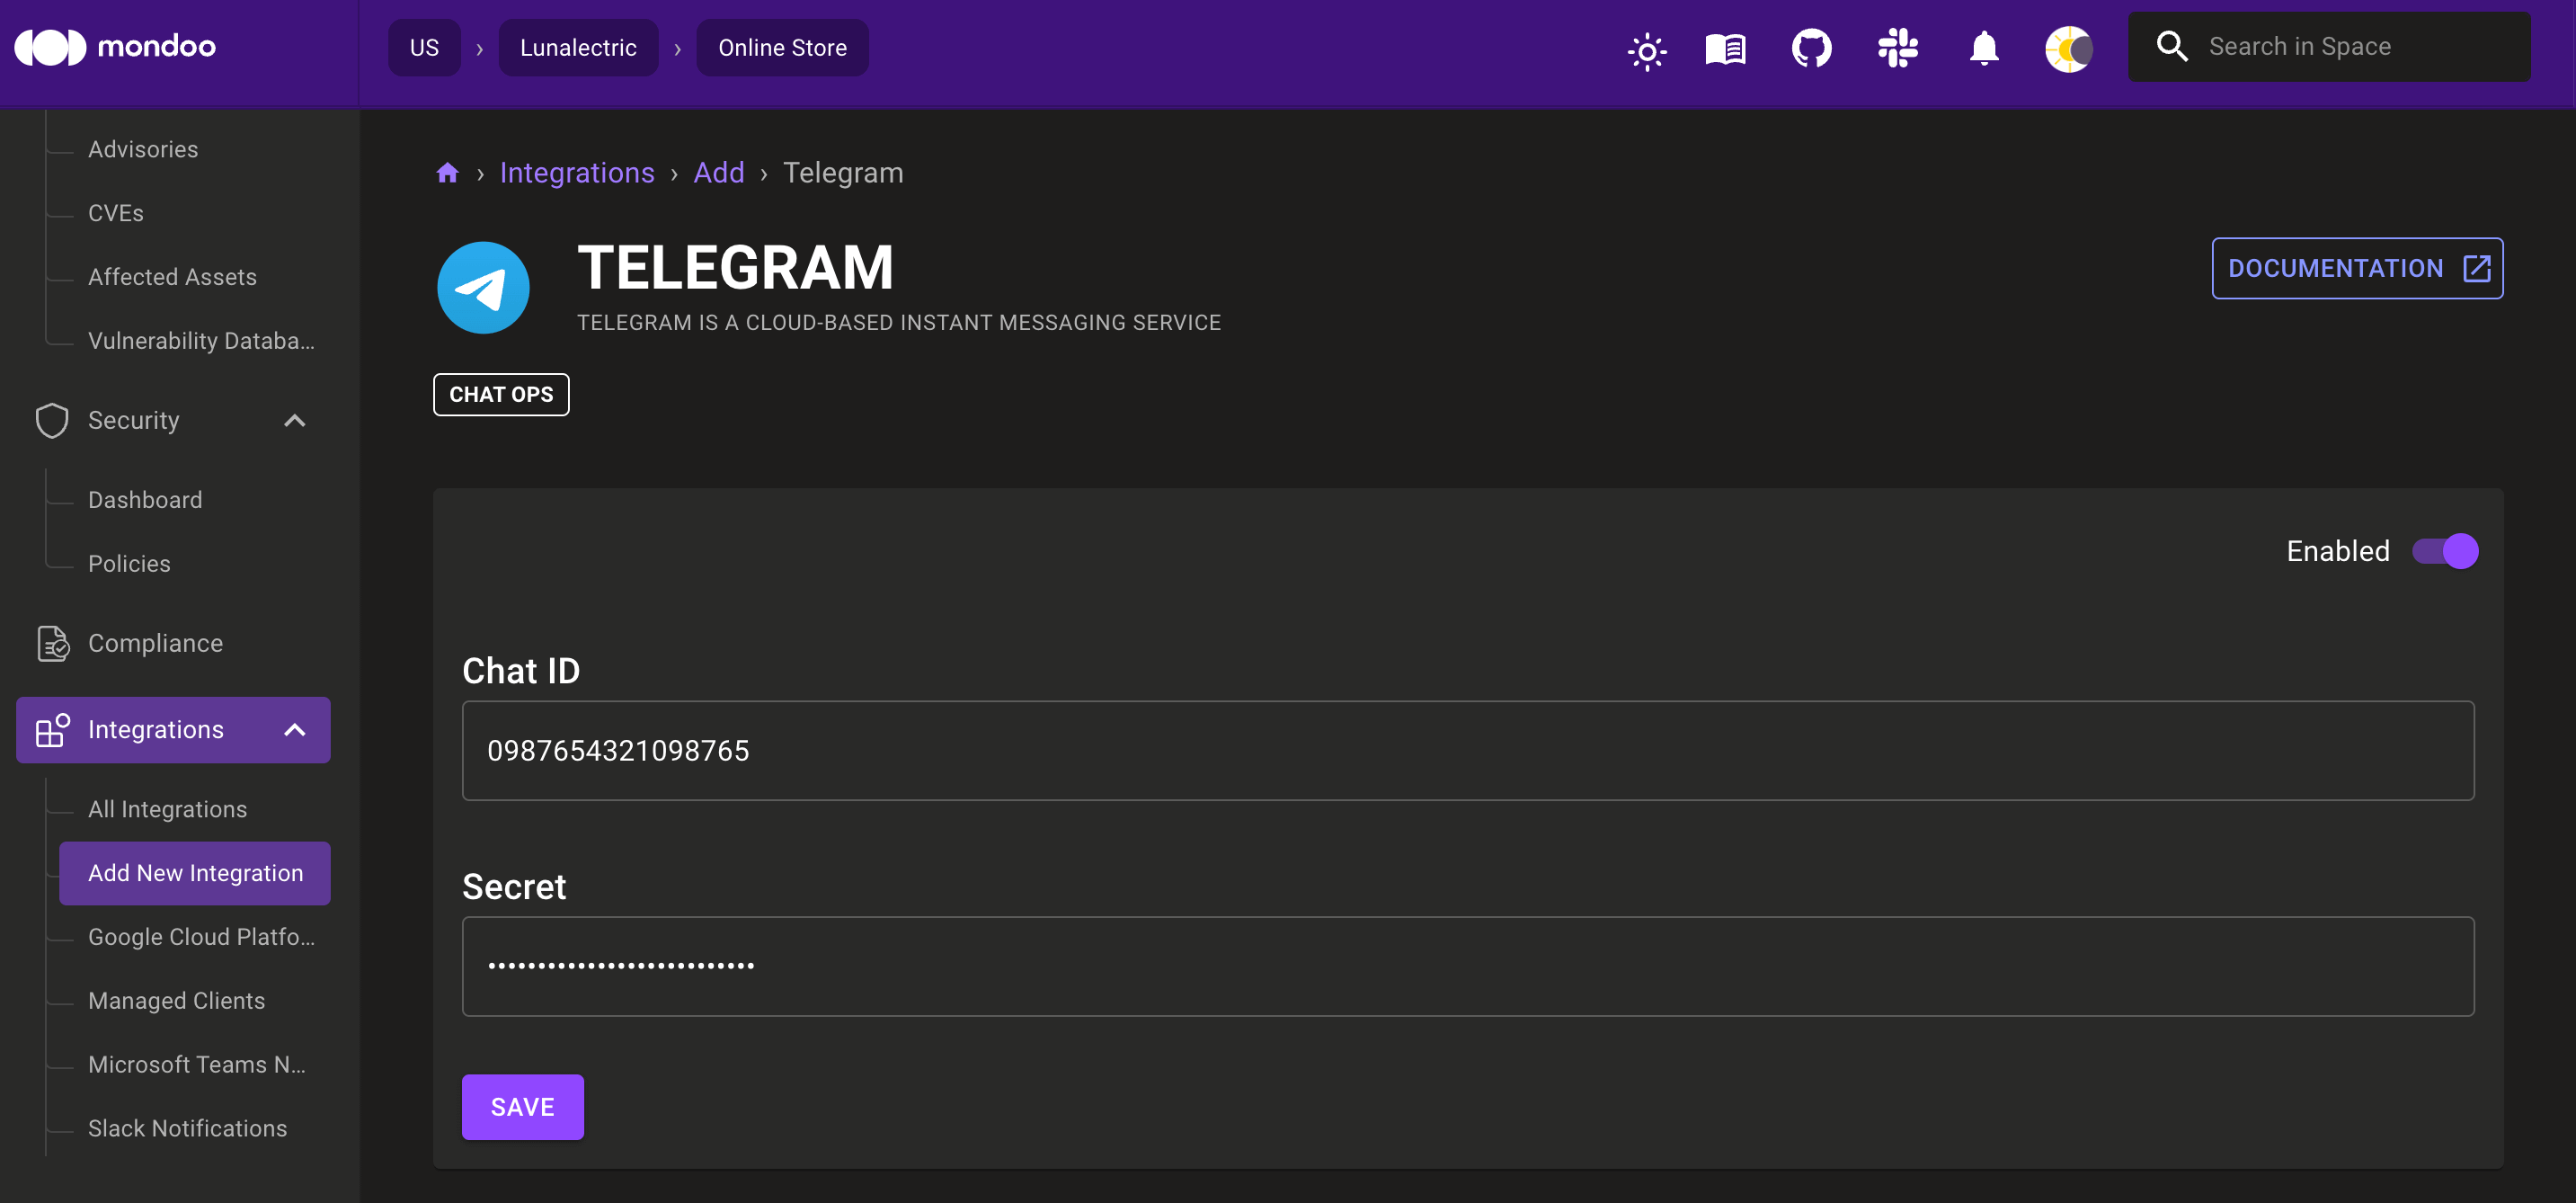 mondoo
US › Lunalectric › Online Store
Search in Space
Advisories
CVEs
Affected Assets
Vulnerability Databa...
Security
Dashboard
Policies
Compliance
Integrations
All Integrations
Add New Integration
Google Cloud Platfo...
Managed Clients
Microsoft Teams N...
Slack Notifications
› Integrations › Add › Telegram
TELEGRAM
TELEGRAM IS A CLOUD-BASED INSTANT MESSAGING SERVICE
DOCUMENTATION
CHAT OPS
Enabled
Chat ID
0987654321098765
Secret
•••••••••••••••••••••••••••
SAVE